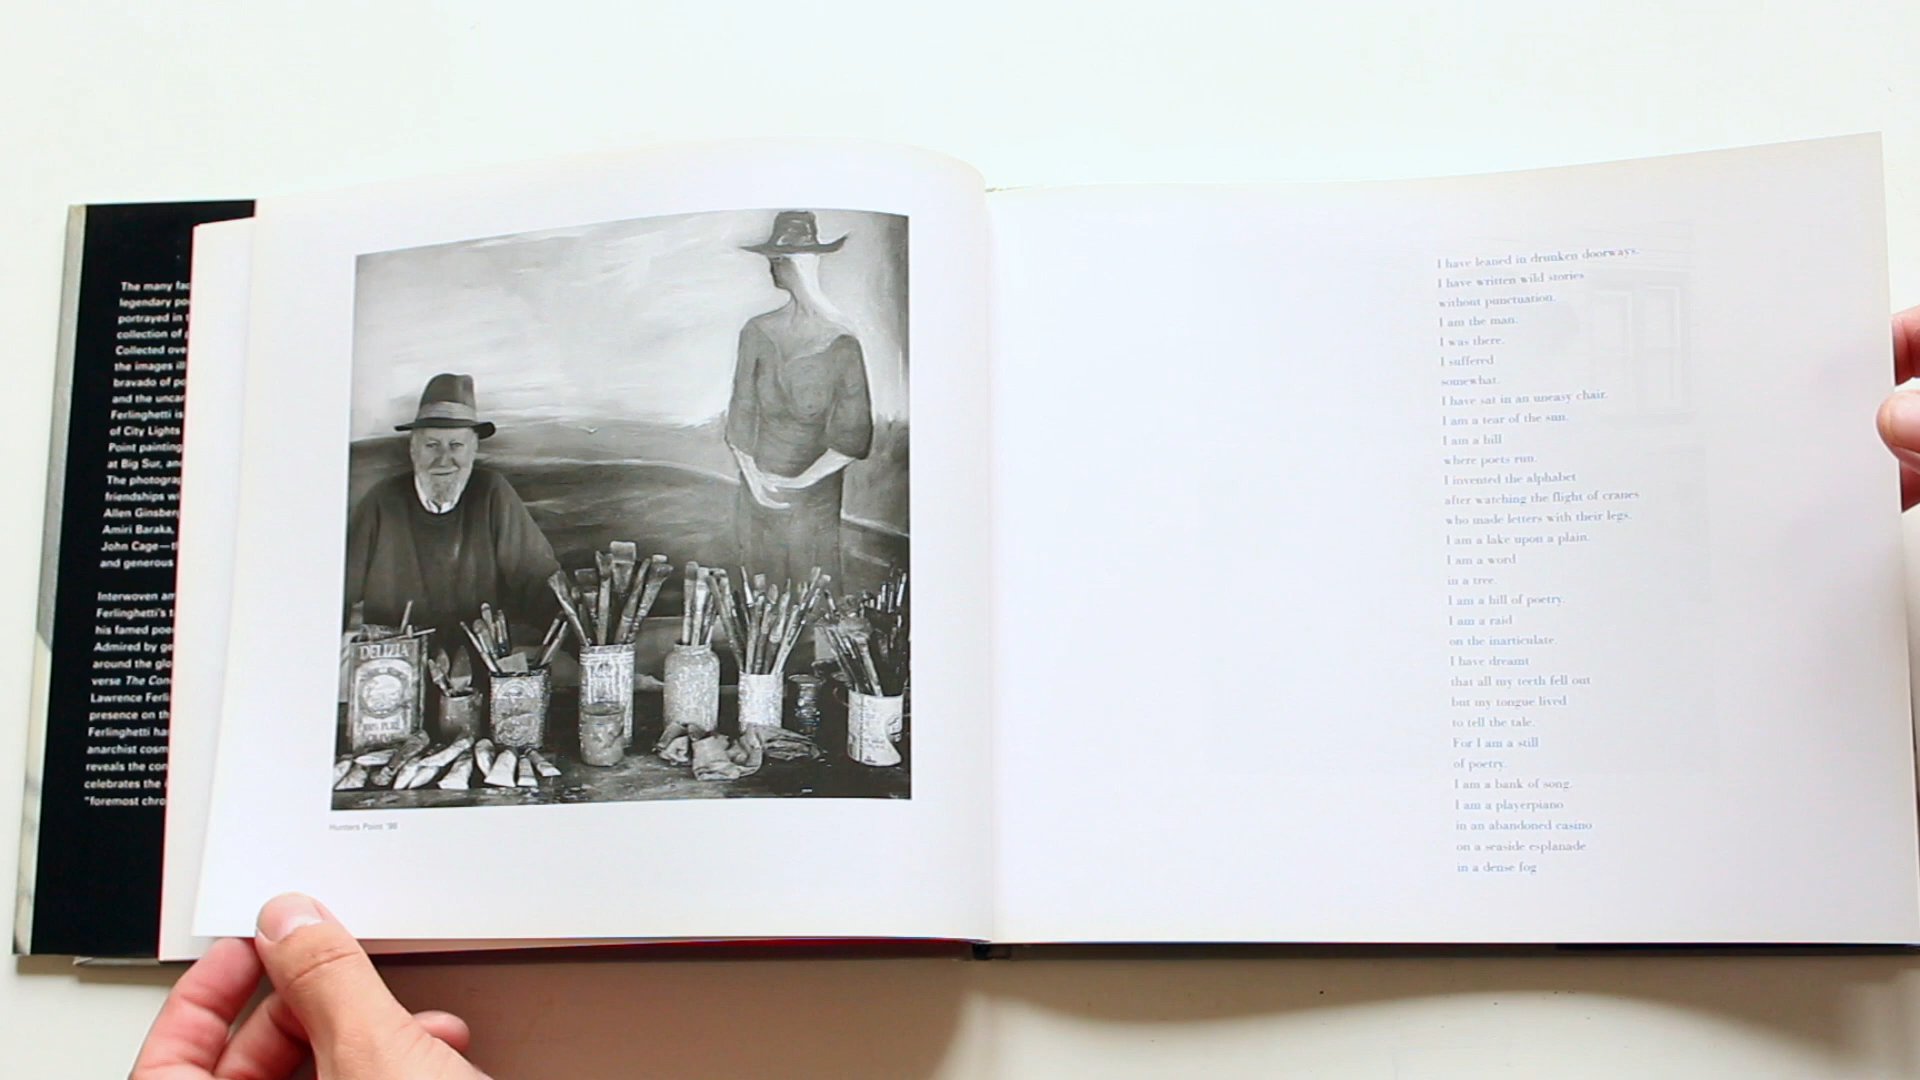 The many fac
legendary po
portrayed in t
collection of p
Collected ove
the images ill
bravado of po
and the uncan
Ferlinghetti is
of City Lights
Point painting
at Big Sur, an
The photograp
friendships wi
Allen Ginsberg
Amiri Baraka,
John Cage—t
and generous
Interwoven am
Ferlinghetti's t
his famed poe
Admired by ge
around the glo
verse The Con
Lawrence Ferli
presence on th
Ferlinghetti ha
anarchist cosm
reveals the con
celebrates the
"foremost chro
DELIZIA
Hunters Point '98
I have leaned in drunken doorways.
I have written wild stories
without punctuation.
I am the man.
I was there.
I suffered
somewhat.
I have sat in an uneasy chair.
I am a tear of the sun.
I am a hill
where poets run.
I invented the alphabet
after watching the flight of cranes
who made letters with their legs.
I am a lake upon a plain.
I am a word
in a tree.
I am a hill of poetry.
I am a raid
on the inarticulate.
I have dreamt
that all my teeth fell out
but my tongue lived
to tell the tale.
For I am a still
of poetry.
I am a bank of song.
I am a playerpiano
in an abandoned casino
on a seaside esplanade
in a dense fog